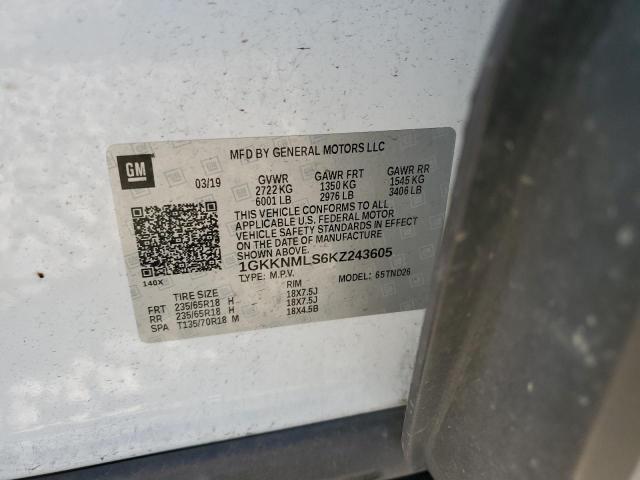 GM
MFD BY GENERAL MOTORS LLC
03/19 GVWR GAWR FRT GAWR RR
2722 KG 1350 KG 1545 KG
6001 LB 2976 LB 3406 LB
THIS VEHICLE CONFORMS TO ALL
APPLICABLE U.S. FEDERAL MOTOR
VEHICLE SAFETY STANDARDS IN EFFECT
ON THE DATE OF MANUFACTURE
SHOWN ABOVE.
1GKKNMLS6KZ243605
TYPE: M.P.V. MODEL: 65TND26
140X
TIRE SIZE RIM
FRT 235/65R18 H 18X7.5J
RR 235/65R18 H 18X7.5J
SPA T135/70R18 M 18X4.5B